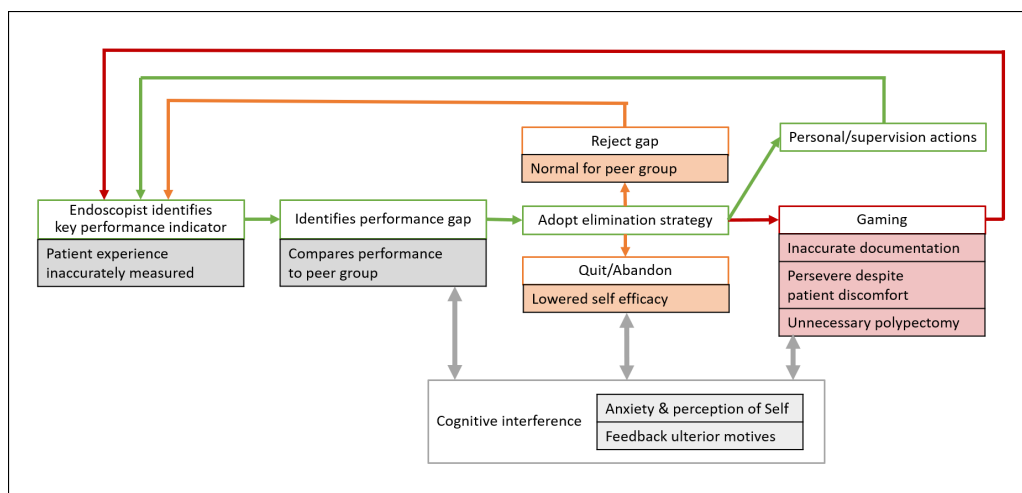 Reject gap
Normal for peer group
Personal/supervision actions
Endoscopist identifies
key performance indicator
Patient experience
inaccurately measured
Identifies performance gap
Compares performance
to peer group
Adopt elimination strategy
Quit/Abandon
Lowered self efficacy
Gaming
Inaccurate documentation
Persevere despite
patient discomfort
Unnecessary polypectomy
Cognitive interference
Anxiety & perception of Self
Feedback ulterior motives